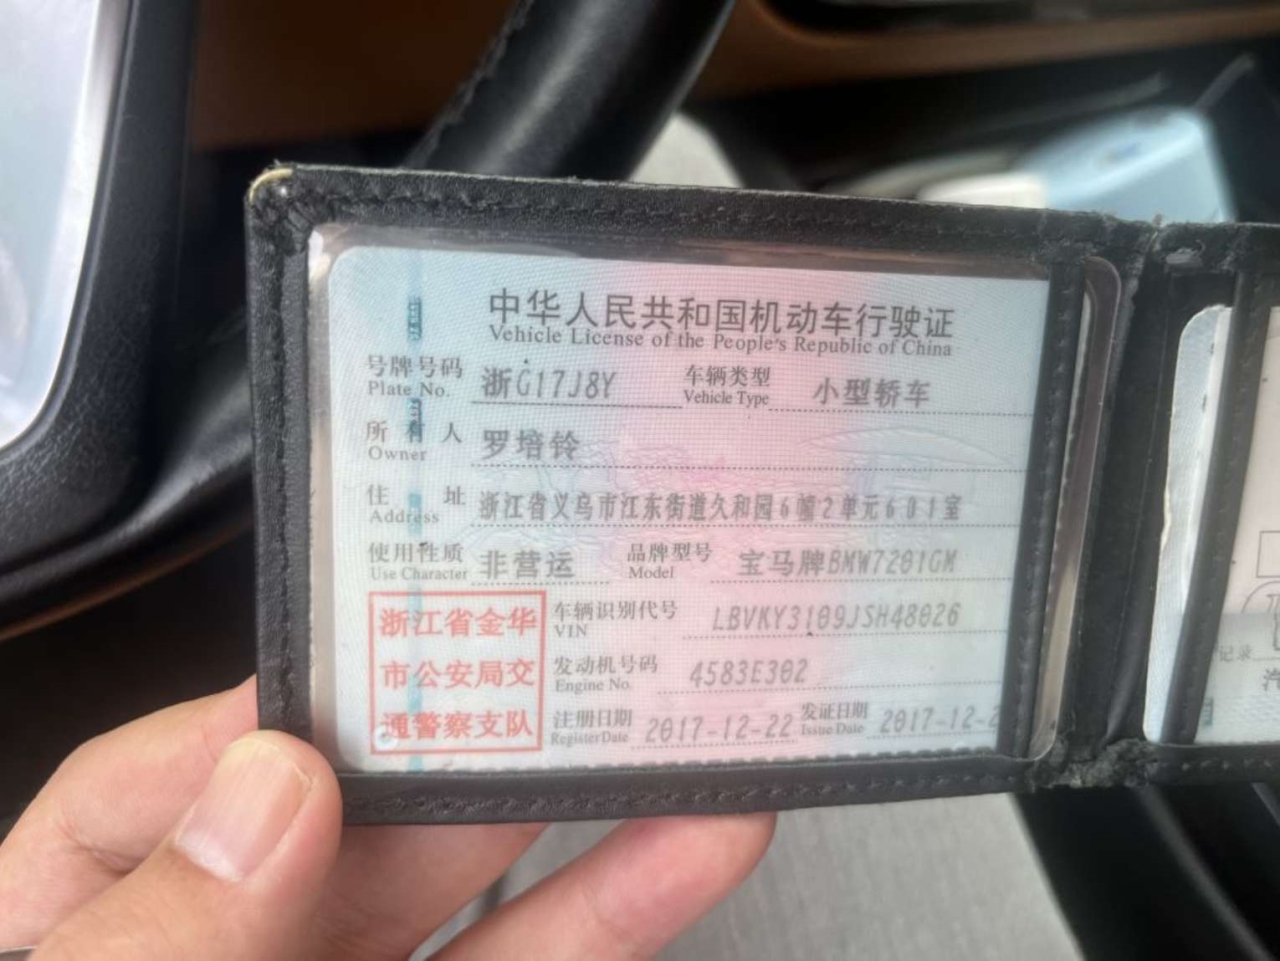 中华人民共和国机动车行驶证
Vehicle License of the People's Republic of China
号牌号码 浙G17J8Y 车辆类型 小型轿车
Plate No. Vehicle Type
所有人 罗培铃
Owner
住址 浙江省义乌市江东街道久和园6幢2单元601室
Address
使用性质 非营运 品牌型号 宝马牌BMW7201GM
Use Character Model
浙江省金华
市公安局交
通警察支队
车辆识别代号 LBVKY3109JSH48026
VIN
发动机号码 4583E302
Engine No.
注册日期 2017-12-22 发证日期 2017-12-2
Register Date Issue Date
记录